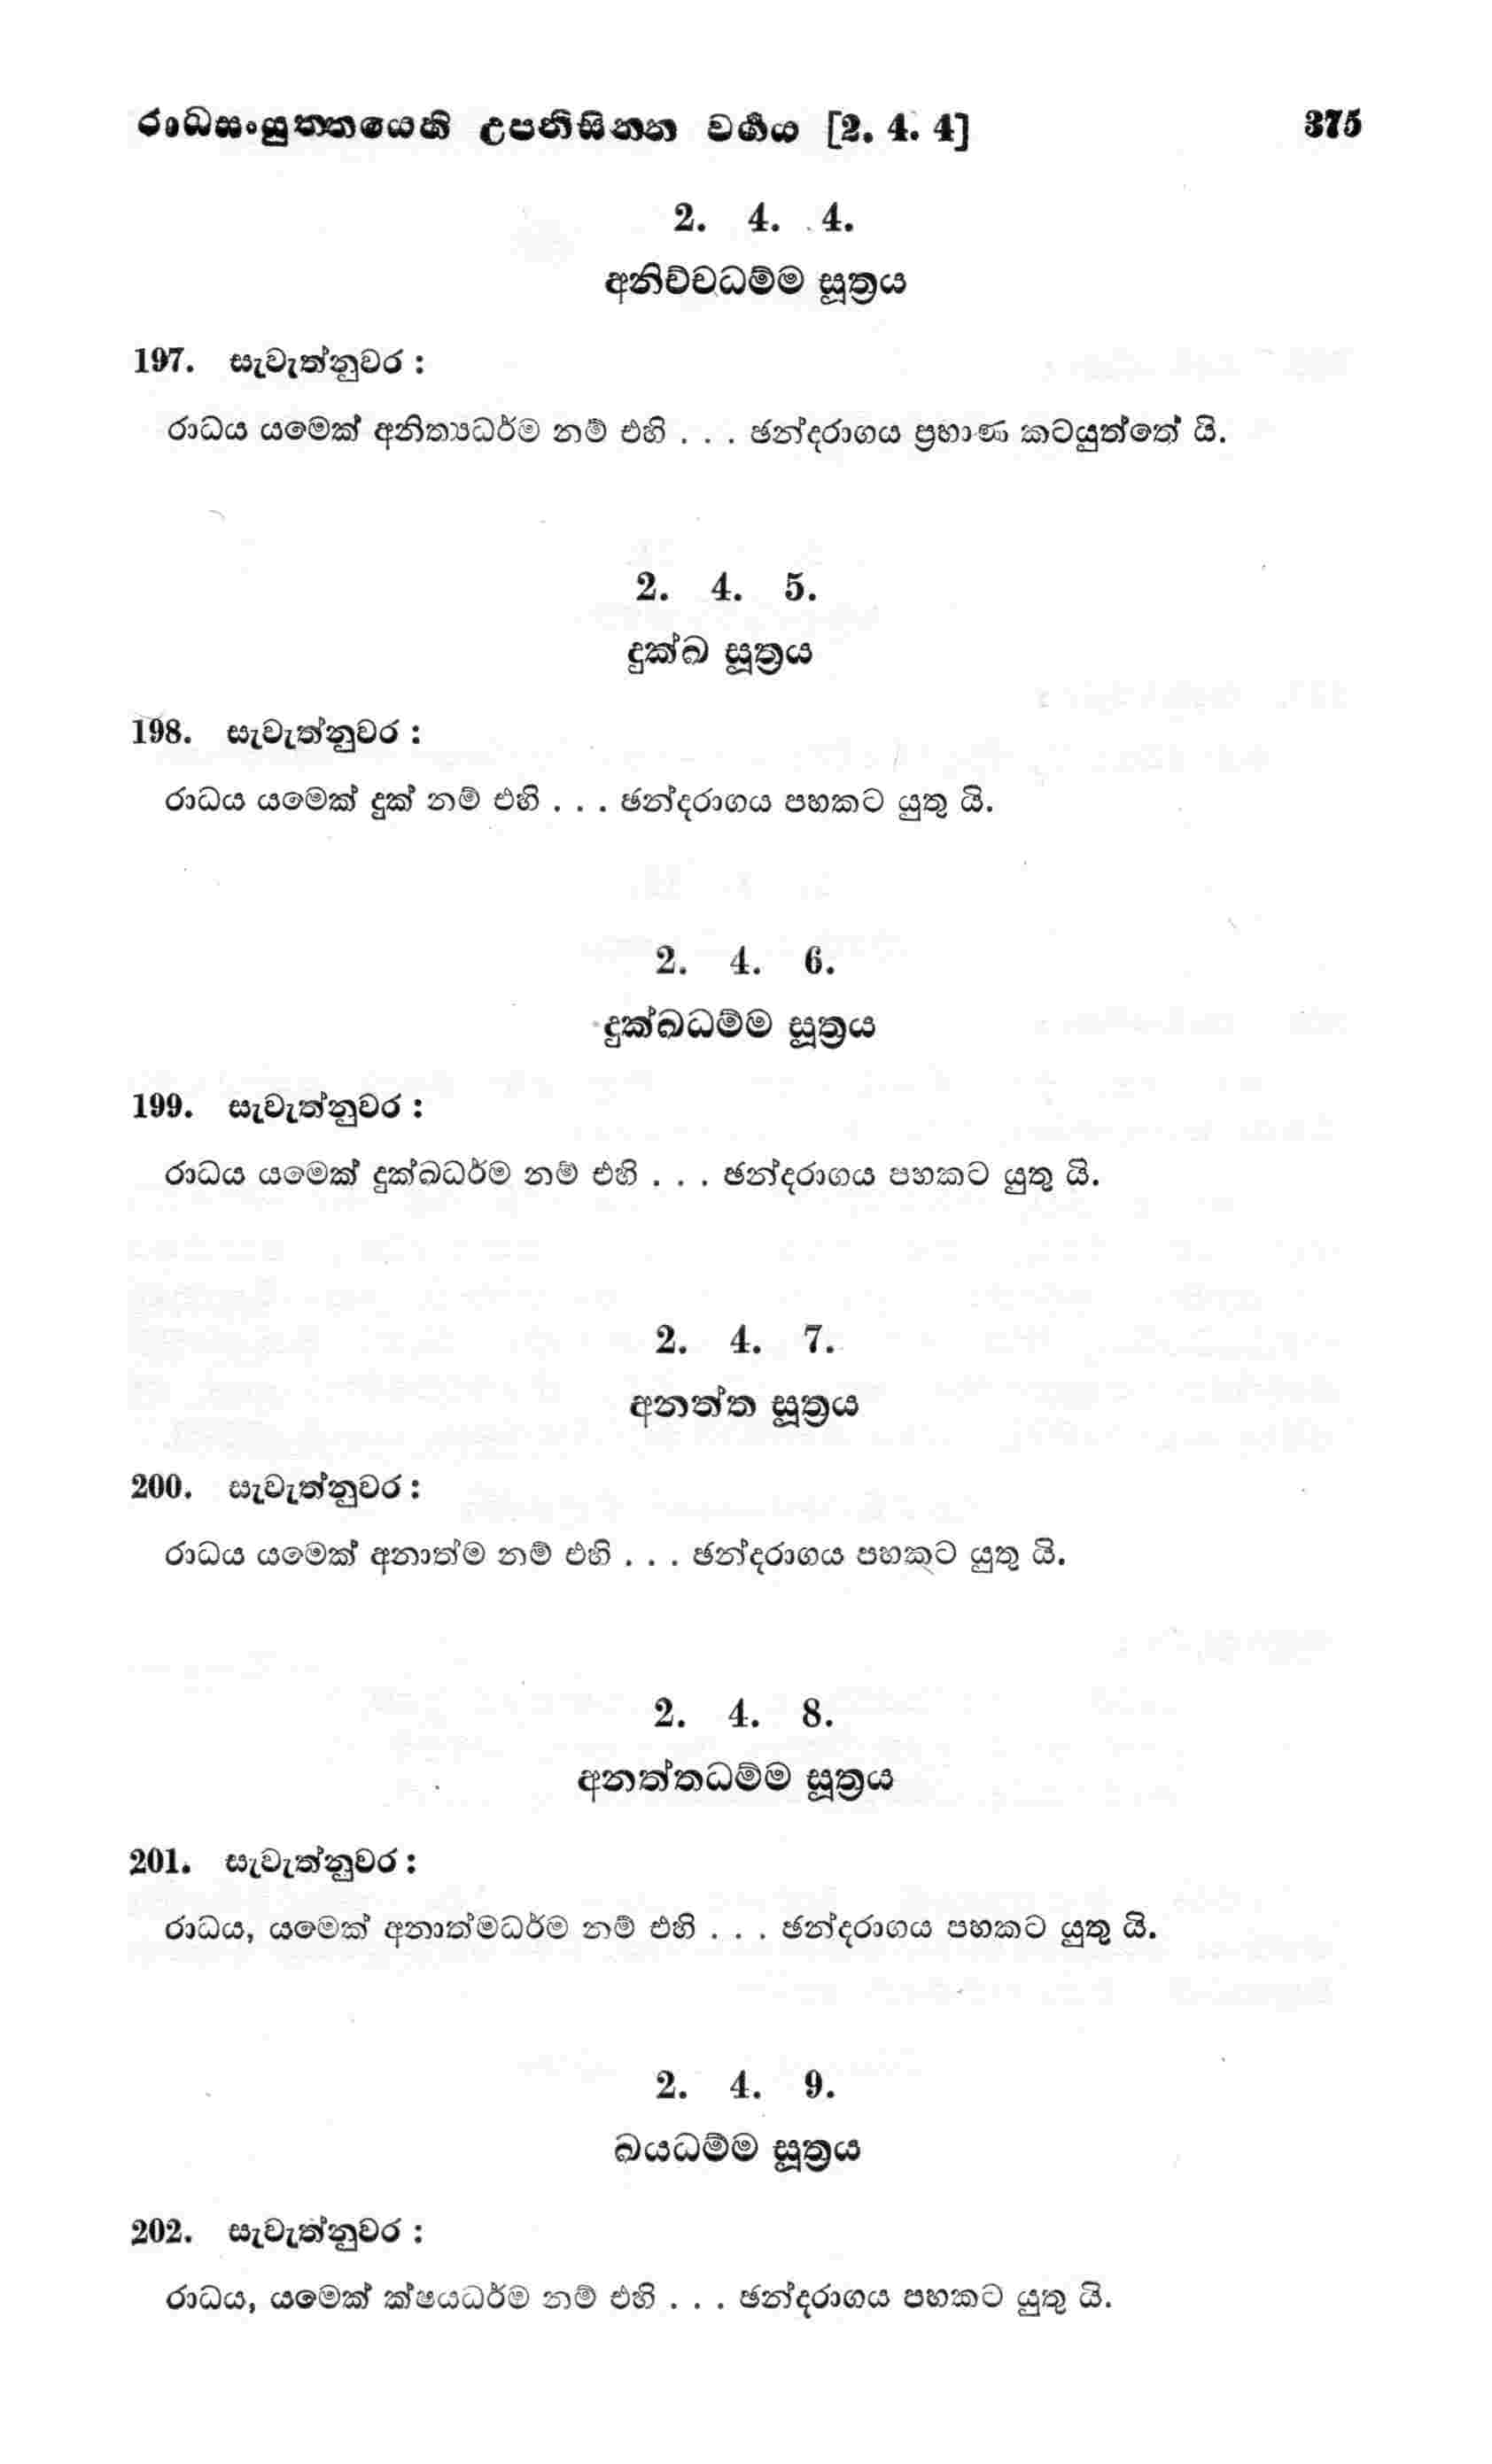 රාධසංයුත්තයෙහි උපනිසින්න වර්ගය [2. 4. 4] 375
2. 4. 4.
අනිච්චධම්ම සූත්‍රය
197. සැවැත්නුවර :
රාධය යමෙක් අනිත්‍යධර්ම නම් එහි . . . ඡන්දරාගය ප්‍රහාණ කටයුත්තේ යි.
2. 4. 5.
දුක්ඛ සූත්‍රය
198. සැවැත්නුවර :
රාධය යමෙක් දුක් නම් එහි . . . ඡන්දරාගය පහකට යුතු යි.
2. 4. 6.
දුක්ඛධම්ම සූත්‍රය
199. සැවැත්නුවර :
රාධය යමෙක් දුක්ඛධර්ම නම් එහි . . . ඡන්දරාගය පහකට යුතු යි.
2. 4. 7.
අනත්ත සූත්‍රය
200. සැවැත්නුවර :
රාධය යමෙක් අනාත්ම නම් එහි . . . ඡන්දරාගය පහකට යුතු යි.
2. 4. 8.
අනත්තධම්ම සූත්‍රය
201. සැවැත්නුවර :
රාධය, යමෙක් අනාත්මධර්ම නම් එහි . . . ඡන්දරාගය පහකට යුතු යි.
2. 4. 9.
ඛයධම්ම සූත්‍රය
202. සැවැත්නුවර :
රාධය, යමෙක් ක්ෂයධර්ම නම් එහි . . . ඡන්දරාගය පහකට යුතු යි.